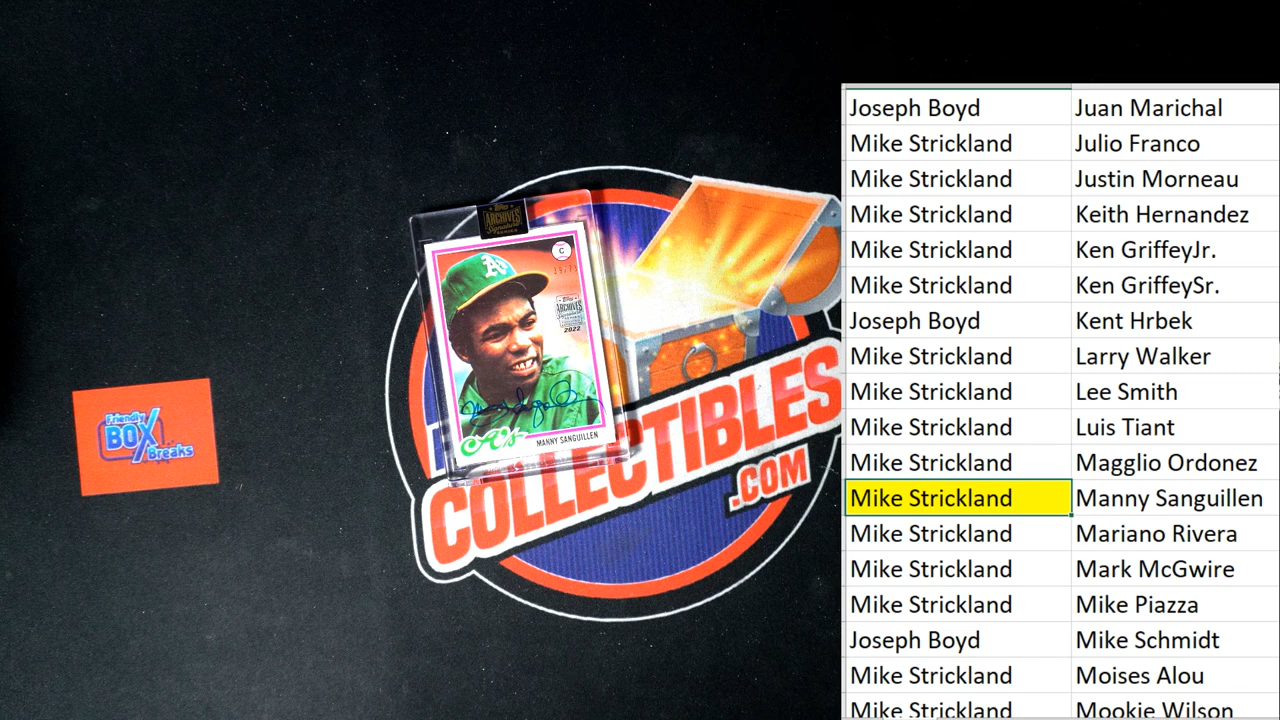 Friendly
BOX
Breaks
Topps
ARCHIVES
Signature
SERIES
C
ARCHIVES
Signature
2022
A's
MANNY SANGUILLEN
COLLECTIBLES
.COM
Joseph Boyd Juan Marichal
Mike Strickland Julio Franco
Mike Strickland Justin Morneau
Mike Strickland Keith Hernandez
Mike Strickland Ken GriffeyJr.
Mike Strickland Ken GriffeySr.
Joseph Boyd Kent Hrbek
Mike Strickland Larry Walker
Mike Strickland Lee Smith
Mike Strickland Luis Tiant
Mike Strickland Magglio Ordonez
Mike Strickland Manny Sanguillen
Mike Strickland Mariano Rivera
Mike Strickland Mark McGwire
Mike Strickland Mike Piazza
Joseph Boyd Mike Schmidt
Mike Strickland Moises Alou
Mike Strickland Mookie Wilson